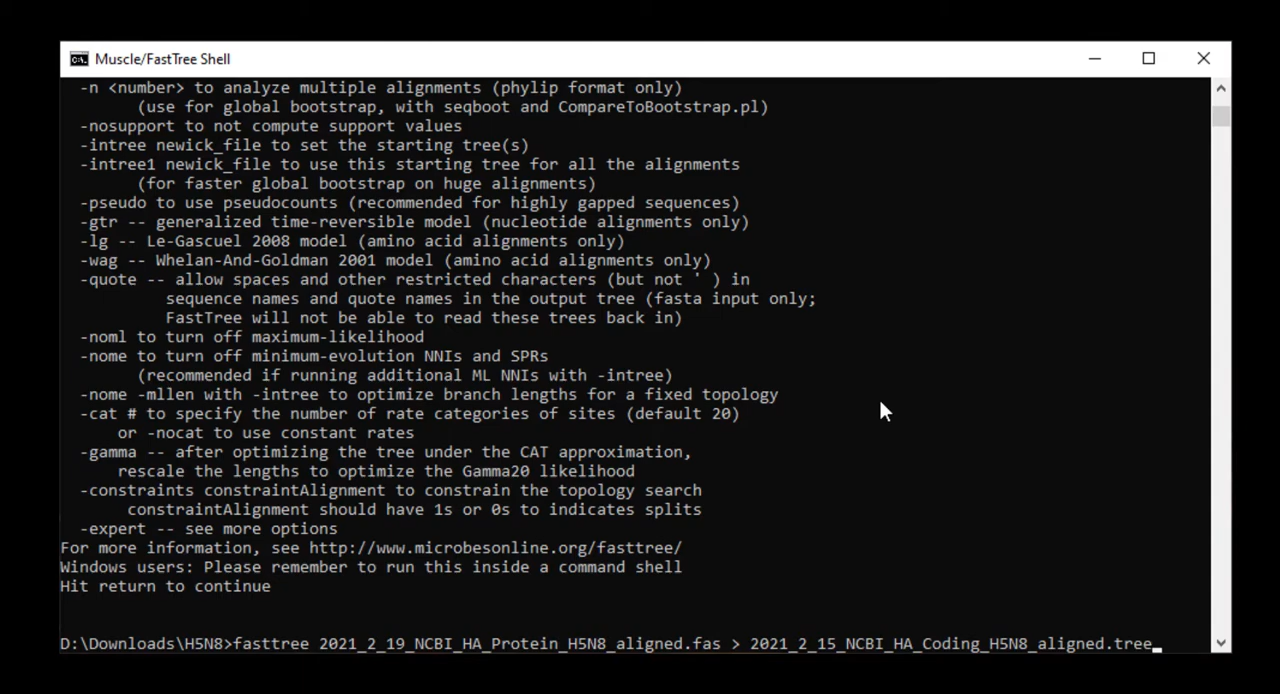 Muscle/FastTree Shell
-n <number> to analyze multiple alignments (phylip format only)
(use for global bootstrap, with seqboot and CompareToBootstrap.pl)
-nosupport to not compute support values
-intree newick_file to set the starting tree(s)
-intree1 newick_file to use this starting tree for all the alignments
(for faster global bootstrap on huge alignments)
-pseudo to use pseudocounts (recommended for highly gapped sequences)
-gtr -- generalized time-reversible model (nucleotide alignments only)
-lg -- Le-Gascuel 2008 model (amino acid alignments only)
-wag -- Whelan-And-Goldman 2001 model (amino acid alignments only)
-quote -- allow spaces and other restricted characters (but not ' ) in
sequence names and quote names in the output tree (fasta input only;
FastTree will not be able to read these trees back in)
-noml to turn off maximum-likelihood
-nome to turn off minimum-evolution NNIs and SPRs
(recommended if running additional ML NNIs with -intree)
-nome -mllen with -intree to optimize branch lengths for a fixed topology
-cat # to specify the number of rate categories of sites (default 20)
or -nocat to use constant rates
-gamma -- after optimizing the tree under the CAT approximation,
rescale the lengths to optimize the Gamma20 likelihood
-constraints constraintAlignment to constrain the topology search
constraintAlignment should have 1s or 0s to indicates splits
-expert -- see more options
For more information, see http://www.microbesonline.org/fasttree/
Windows users: Please remember to run this inside a command shell
Hit return to continue
D:\Downloads\H5N8>fasttree 2021_2_19_NCBI_HA_Protein_H5N8_aligned.fas > 2021_2_15_NCBI_HA_Coding_H5N8_aligned.tree